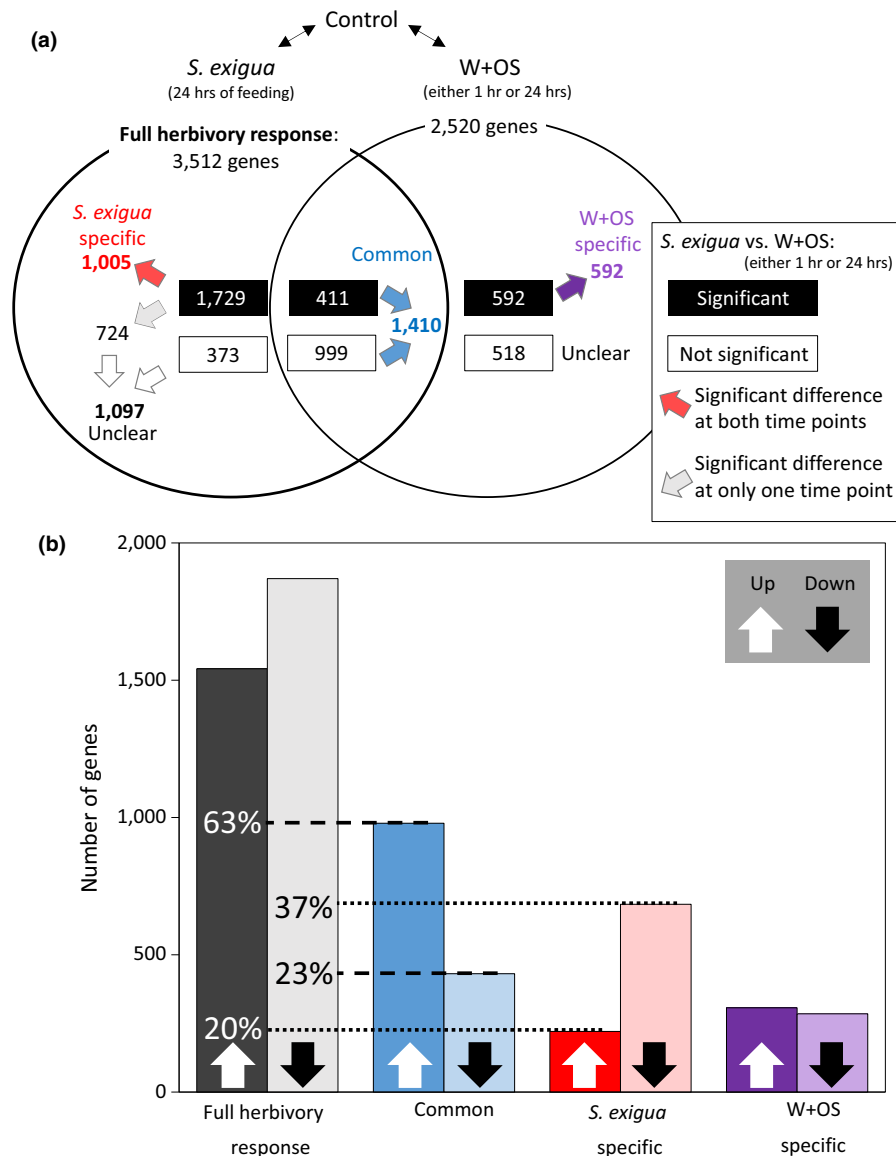 (a)
Control
S. exigua
(24 hrs of feeding)
W+OS
(either 1 hr or 24 hrs)
Full herbivory response:
3,512 genes
2,520 genes
S. exigua
specific
1,005
1,729
724
373
1,097
Unclear
Common
411
1,410
999
W+OS
specific
592
592
518
Unclear
S. exigua vs. W+OS:
(either 1 hr or 24 hrs)
Significant
Not significant
Significant difference
at both time points
Significant difference
at only one time point
(b)
Number of genes
2,000
1,500
1,000
500
0
Up
Down
63%
37%
23%
20%
Full herbivory
response
Common
S. exigua
specific
W+OS
specific